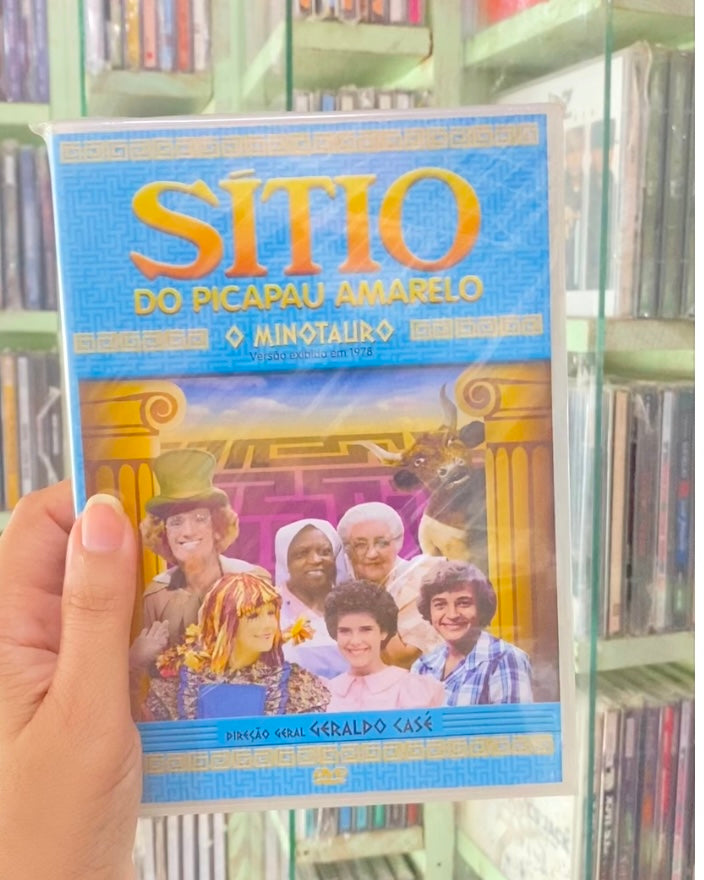 SÍTIO
DO PICAPAU AMARELO
O MINOTAURO
Versão exibida em 1978
DIREÇÃO GERAL GERALDO CASÉ
DVD